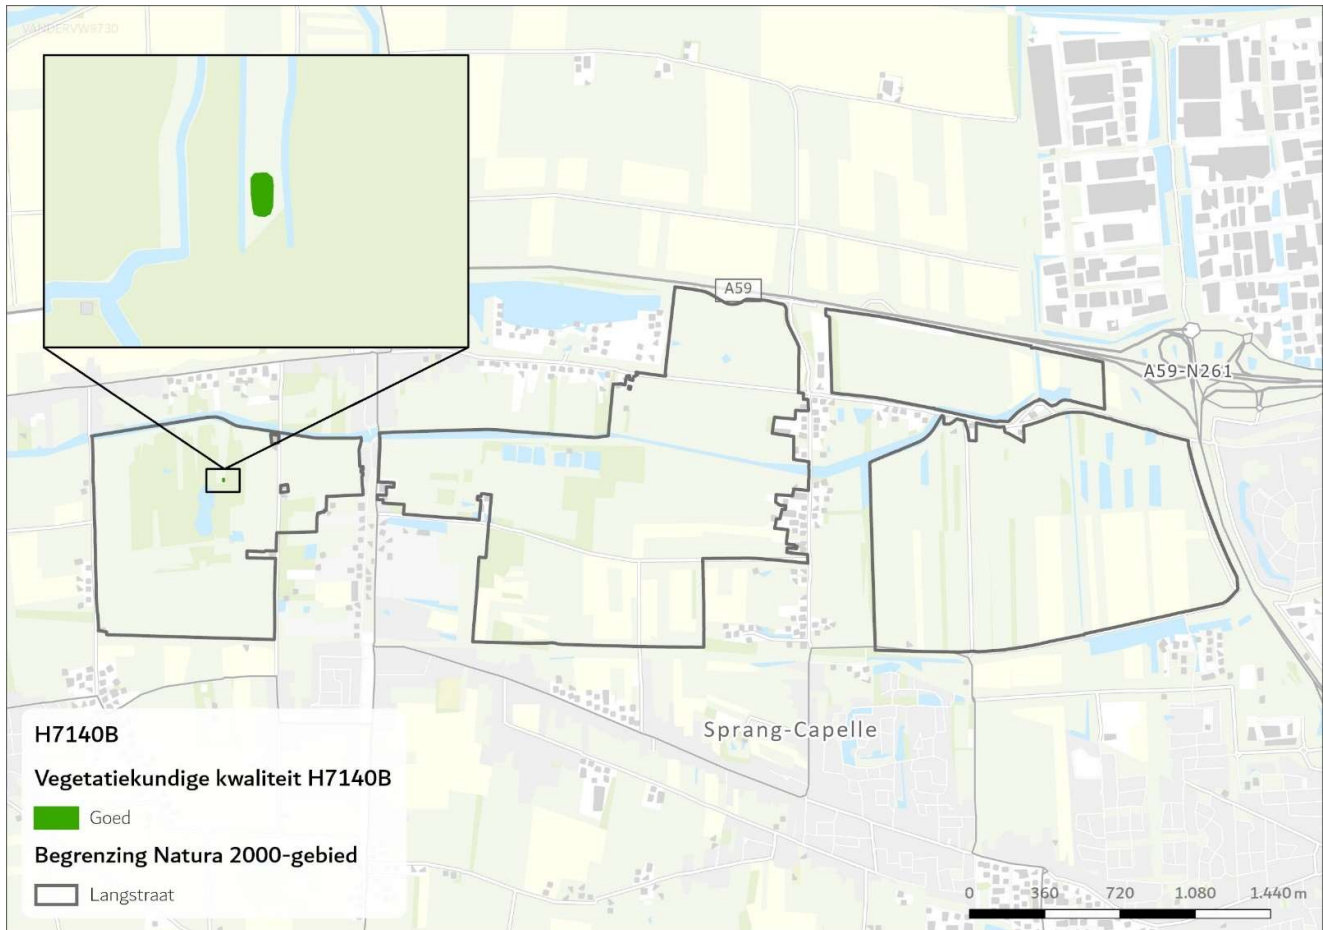 VANDERVW9730
A59
A59-N261
Sprang-Capelle
H7140B
Vegetatiekundige kwaliteit H7140B
Goed
Begrenzing Natura 2000-gebied
Langstraat
0 360 720 1.080 1.440 m